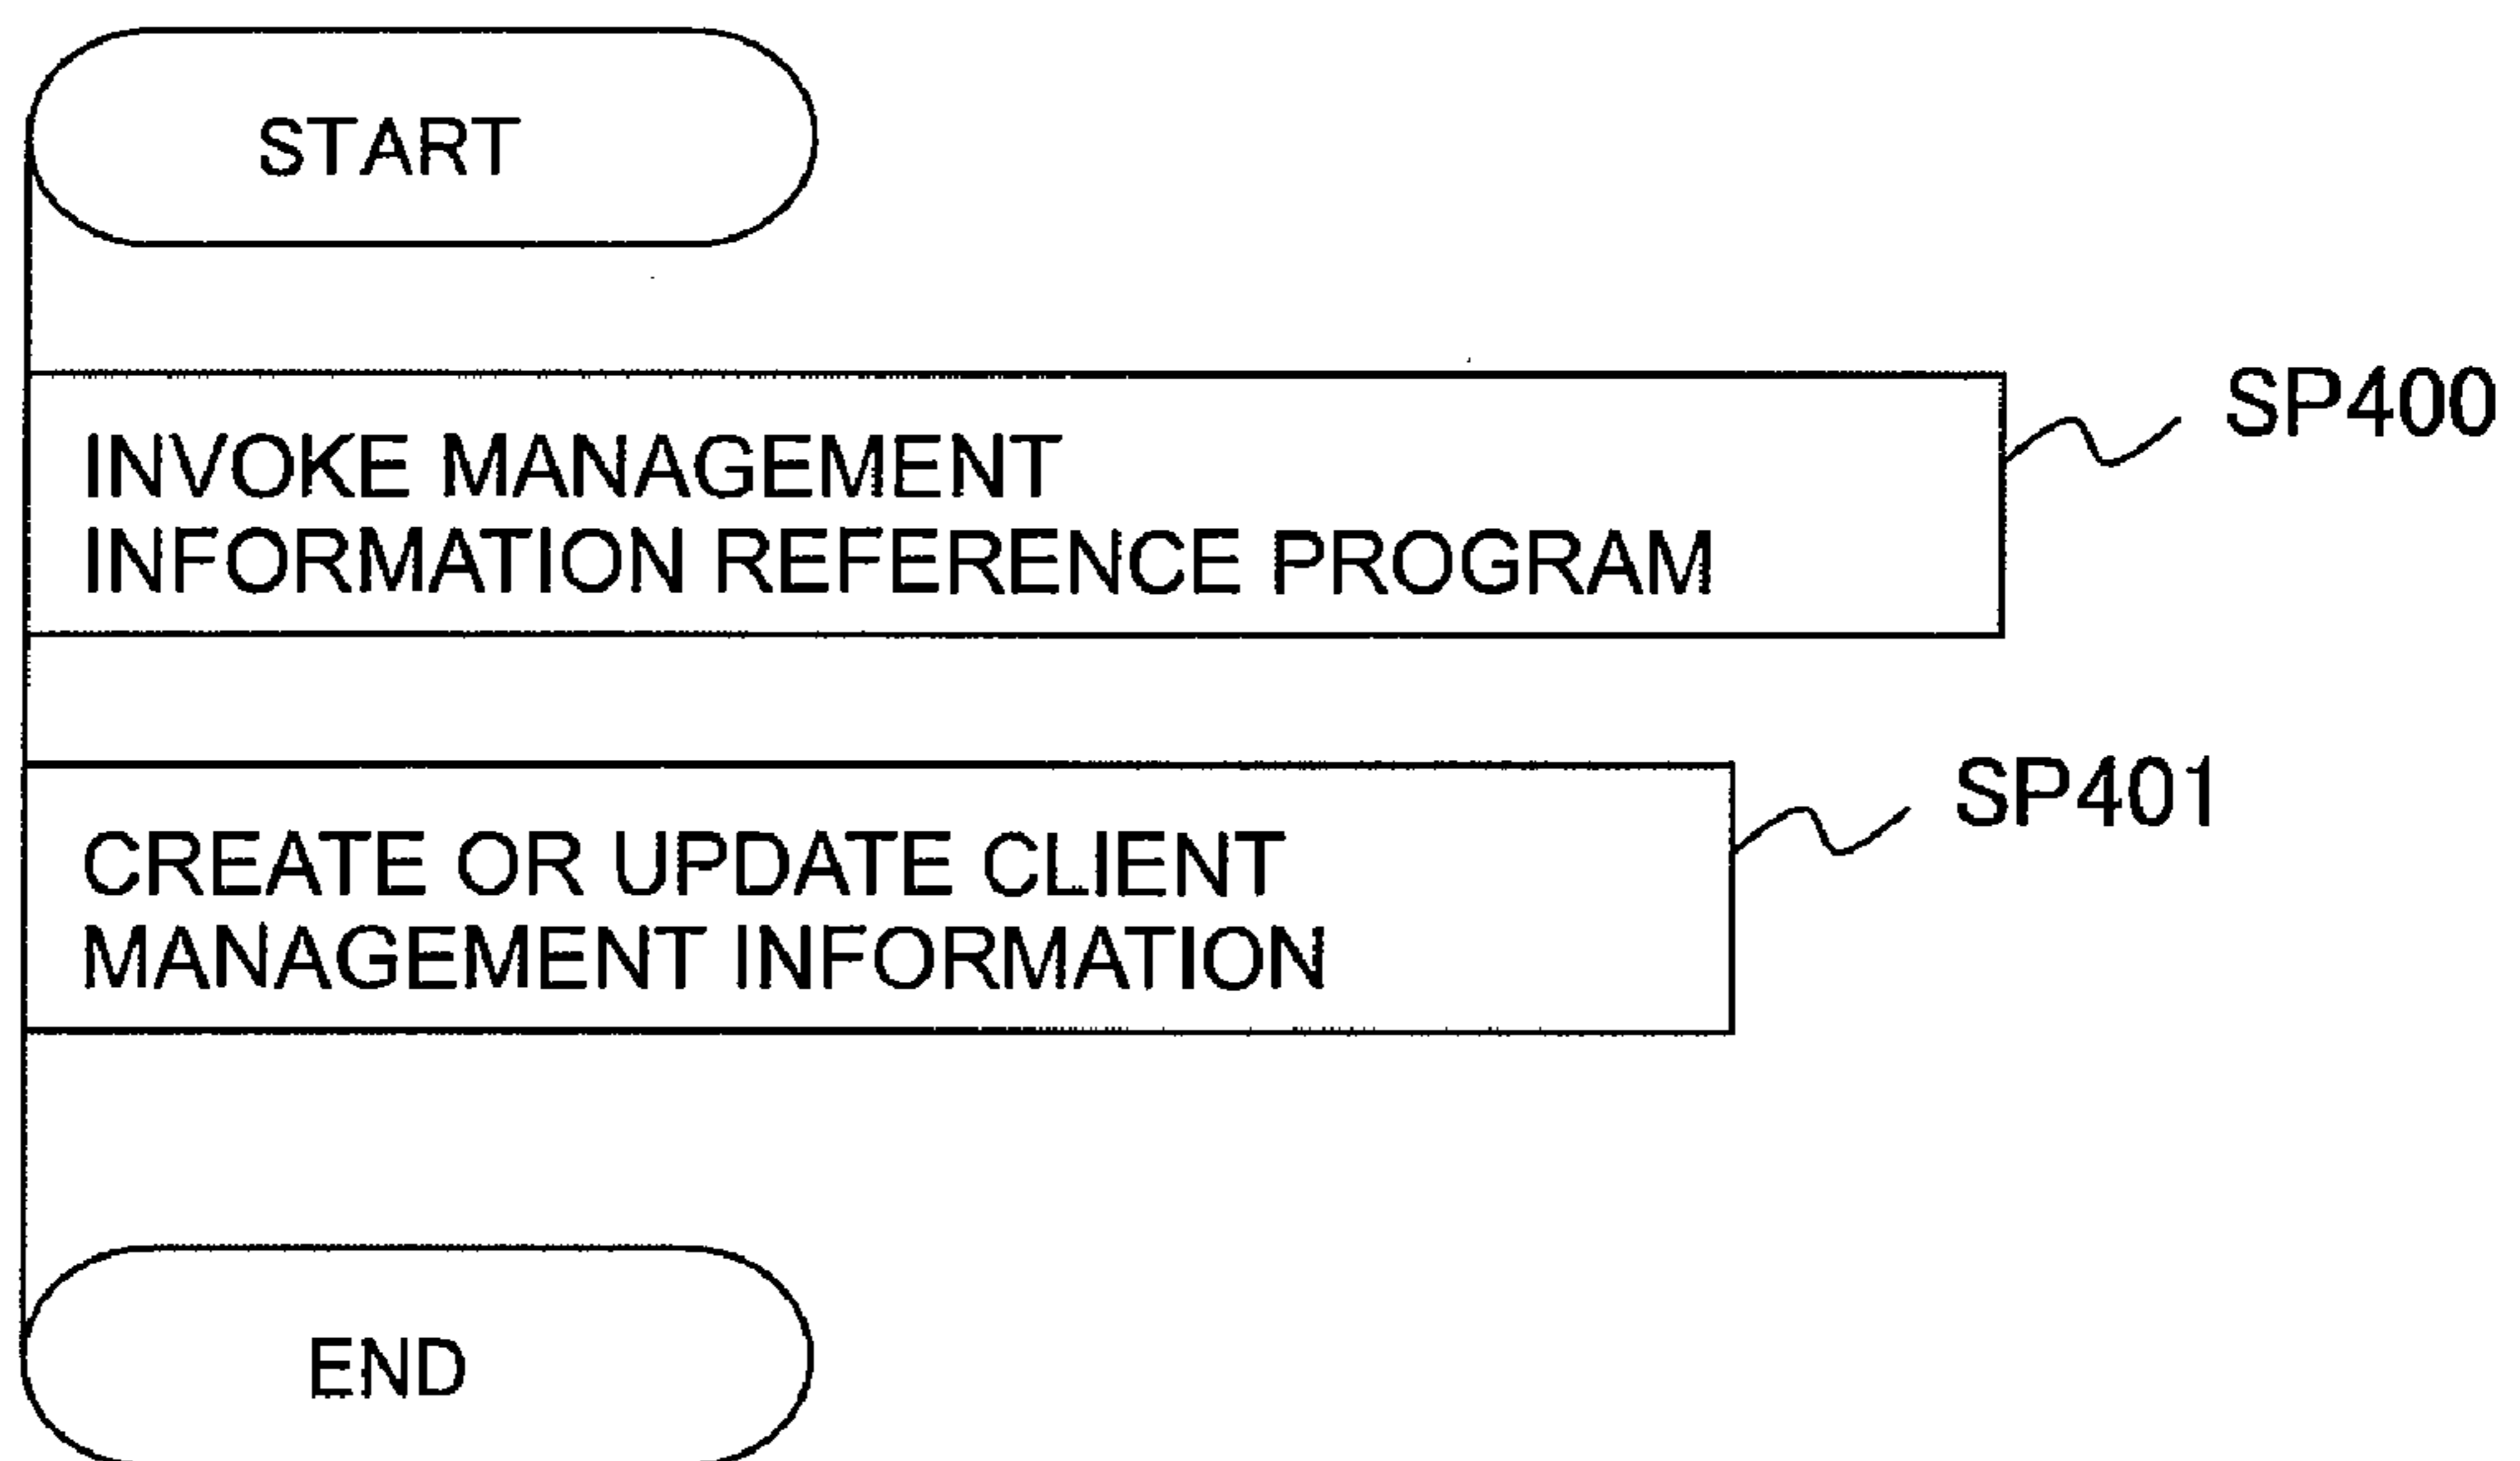 START
SP400
INVOKE MANAGEMENT
INFORMATION REFERENCE PROGRAM
SP401
CREATE OR UPDATE CLIENT
MANAGEMENT INFORMATION
END